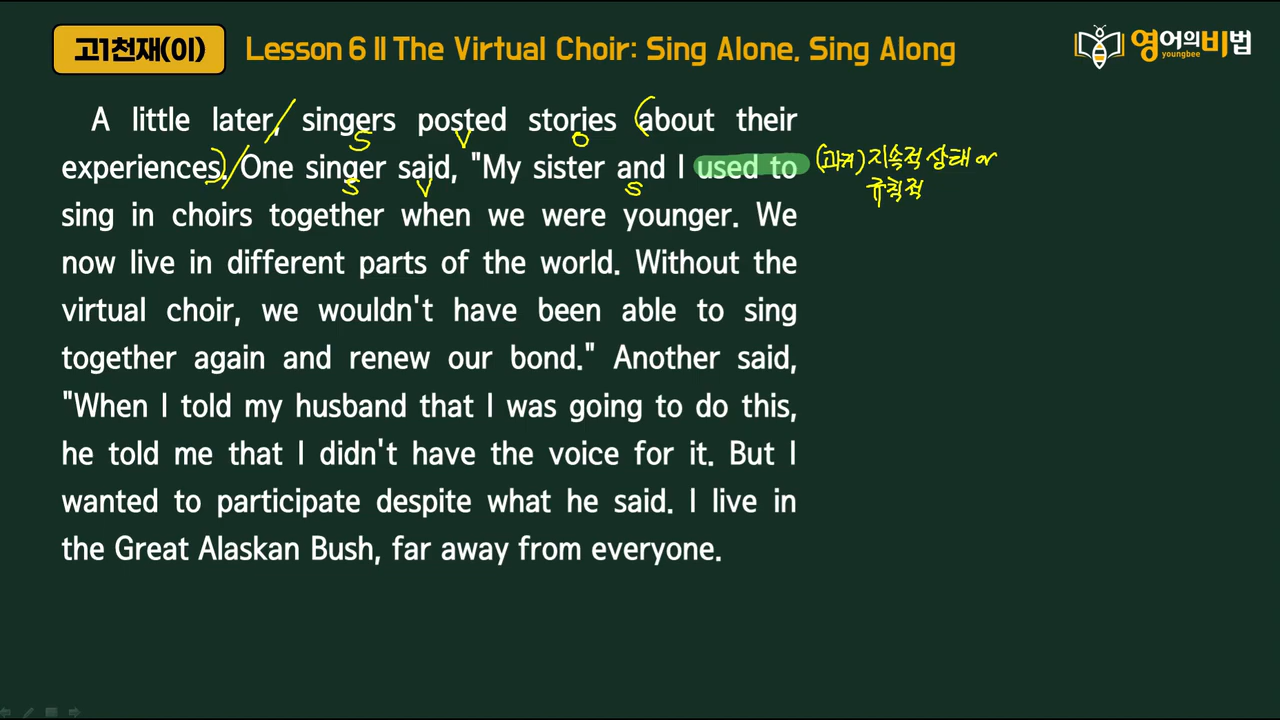 고1천재(이) Lesson 6 II The Virtual Choir: Sing Alone, Sing Along
영어의비법
youngbee
A little later, singers posted stories (about their
S V O
experiences). One singer said, "My sister and I used to (과거) 지속적 상태 or
S V S 규칙적
sing in choirs together when we were younger. We
now live in different parts of the world. Without the
virtual choir, we wouldn't have been able to sing
together again and renew our bond." Another said,
"When I told my husband that I was going to do this,
he told me that I didn't have the voice for it. But I
wanted to participate despite what he said. I live in
the Great Alaskan Bush, far away from everyone.